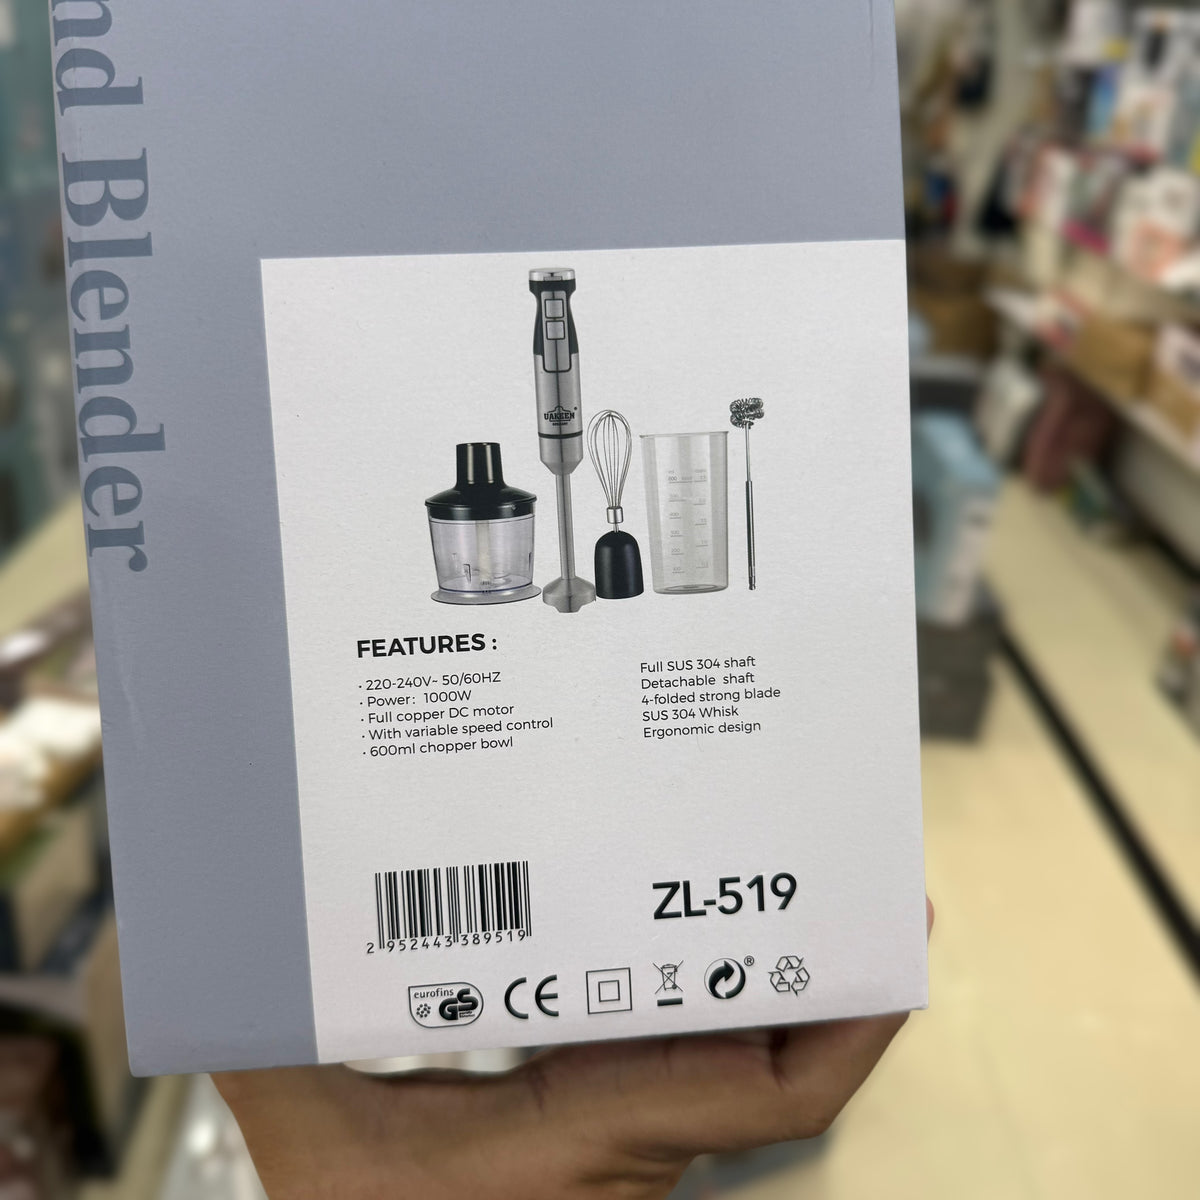 nd Blender
UAKEEN
FEATURES :
· 220-240V~ 50/60HZ
· Power: 1000W
· Full copper DC motor
· With variable speed control
· 600ml chopper bowl
Full SUS 304 shaft
Detachable shaft
4-folded strong blade
SUS 304 Whisk
Ergonomic design
2 952443 389519
ZL-519
eurofins
GS
CE
®